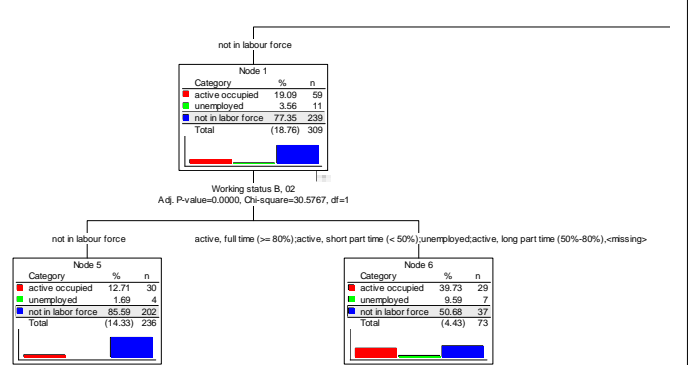 not in labour force
Node 1
Category % n
active occupied 19.09 59
unemployed 3.56 11
not in labor force 77.35 239
Total (18.76) 309
Working status B, 02
Adj. P-value=0.0000, Chi-square=30.5767, df=1
not in labour force
active, full time (>= 80%);active, short part time (< 50%);unemployed;active, long part time (50%-80%),<missing>
Node 5
Category % n
active occupied 12.71 30
unemployed 1.69 4
not in labor force 85.59 202
Total (14.33) 236
Node 6
Category % n
active occupied 39.73 29
unemployed 9.59 7
not in labor force 50.68 37
Total (4.43) 73